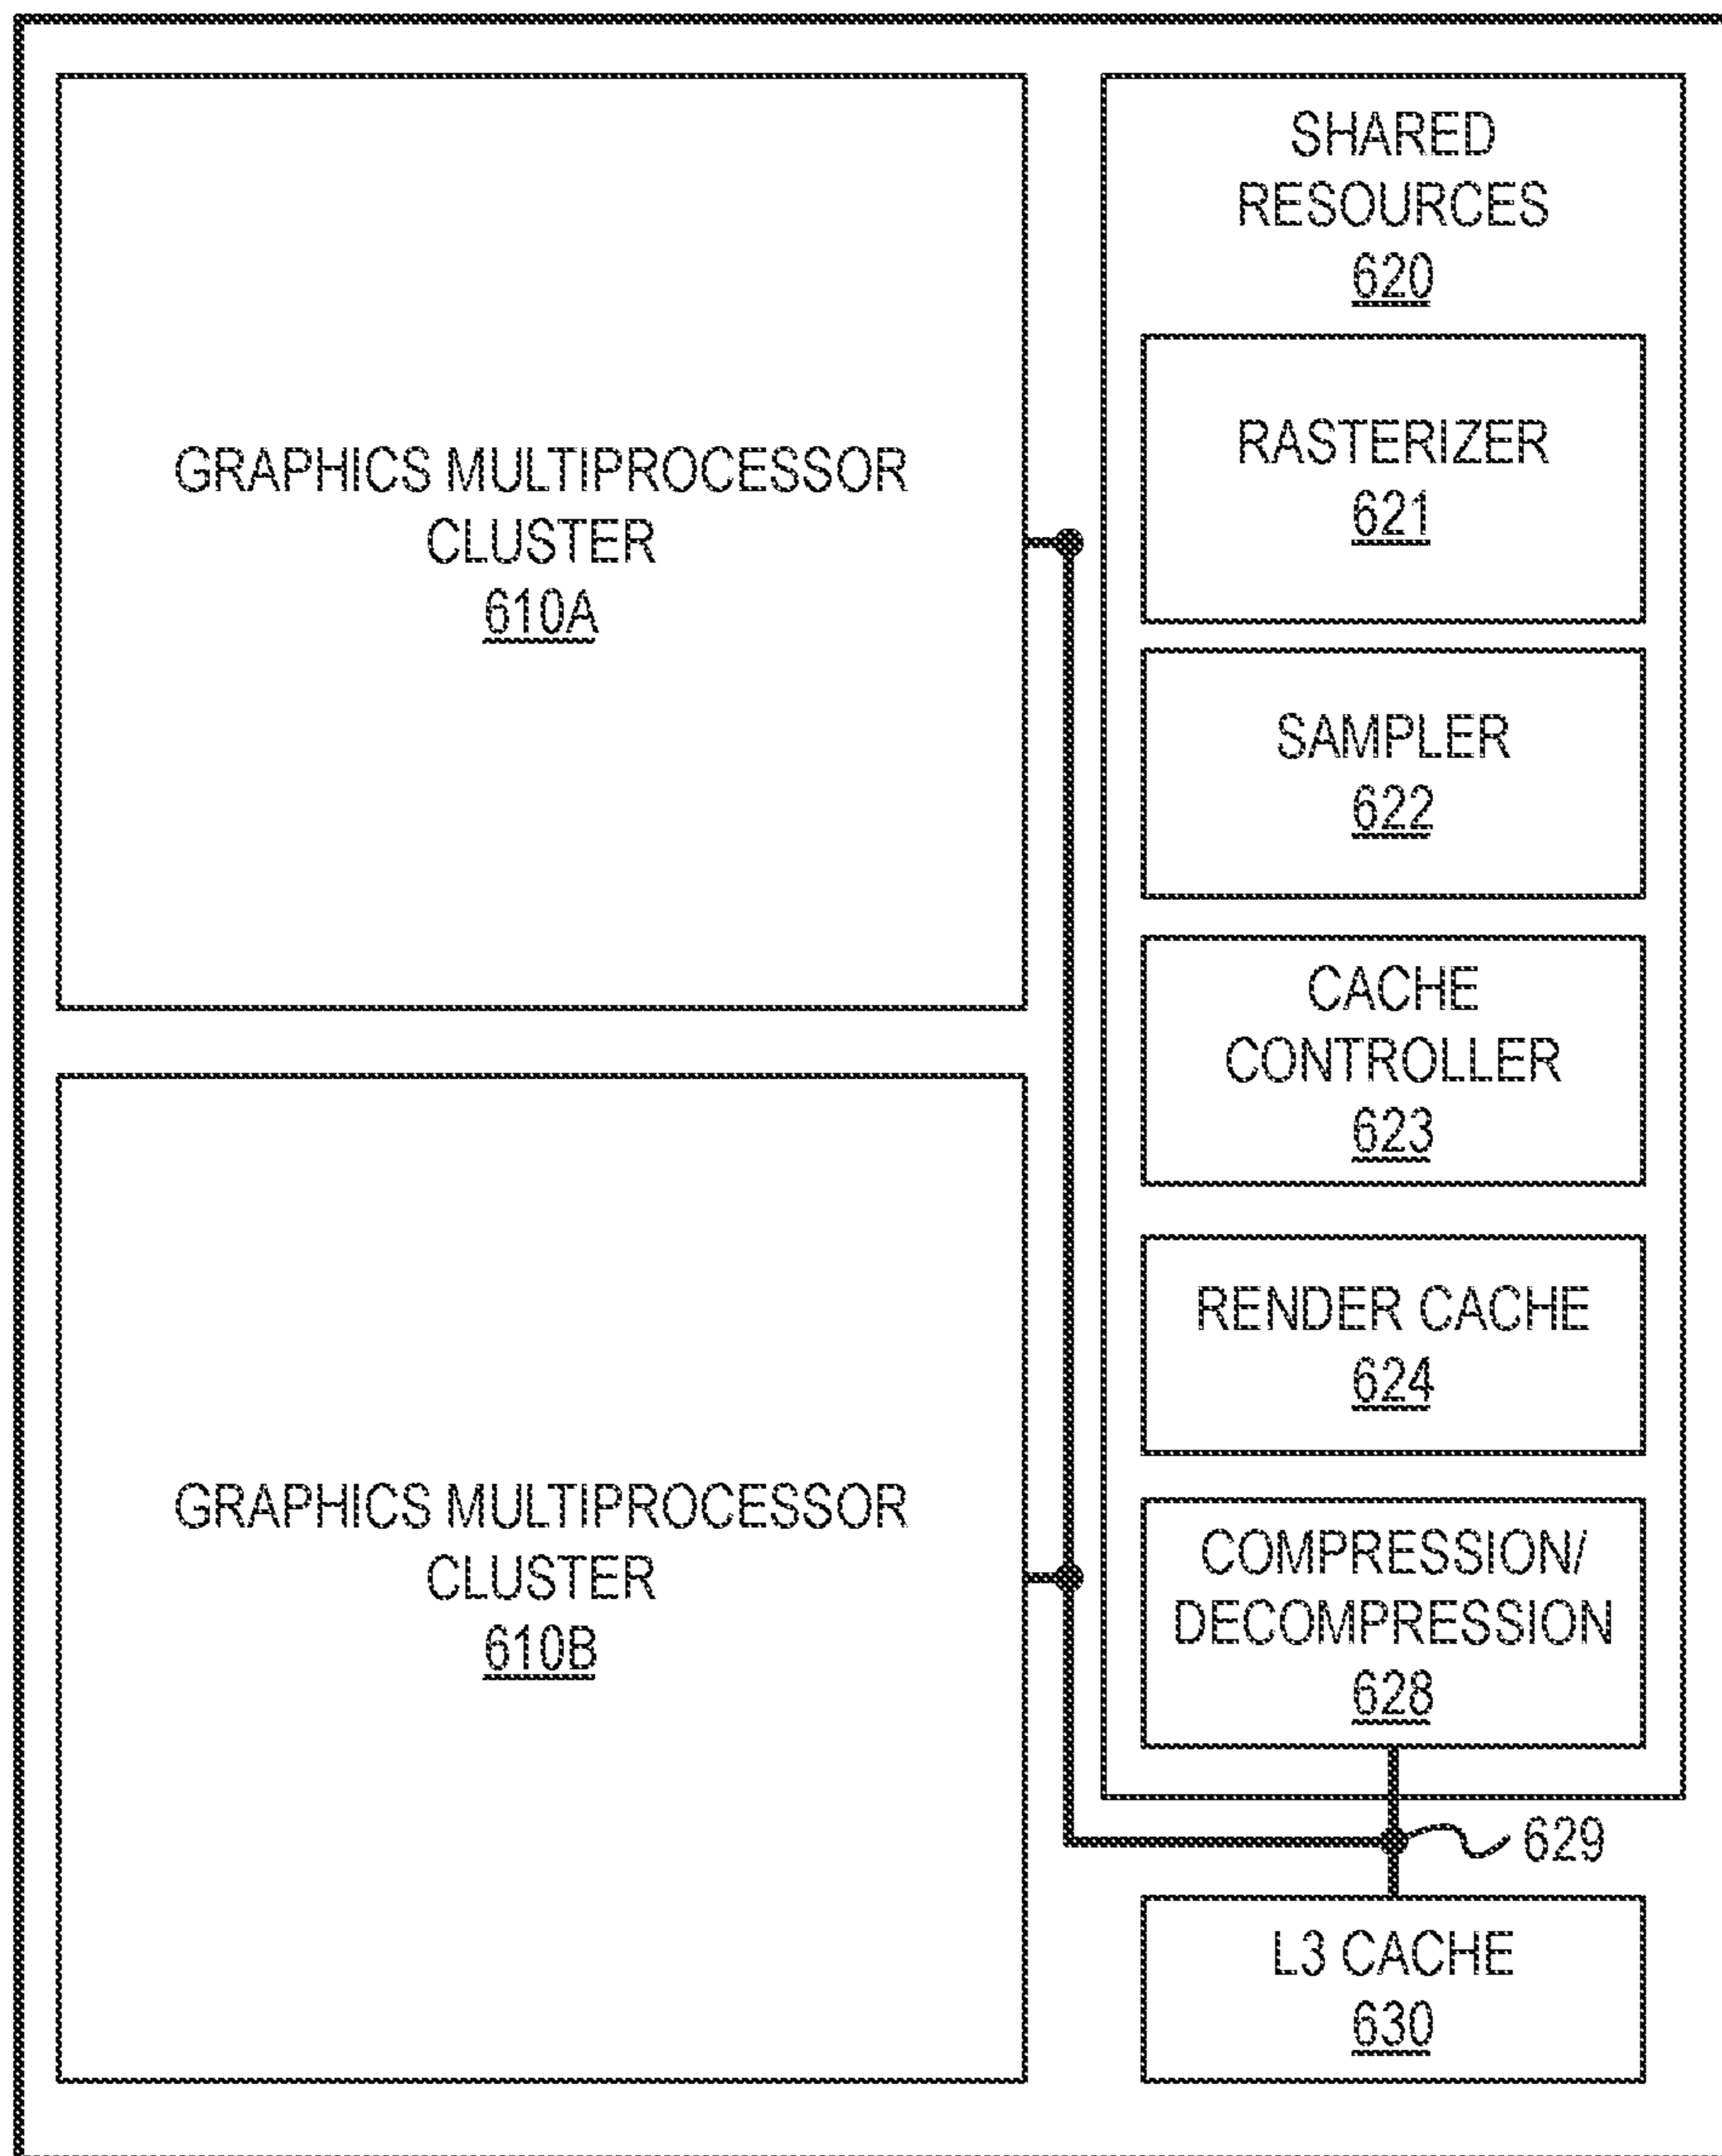 GRAPHICS MULTIPROCESSOR
CLUSTER
610A
GRAPHICS MULTIPROCESSOR
CLUSTER
610B
SHARED
RESOURCES
620
RASTERIZER
621
SAMPLER
622
CACHE
CONTROLLER
623
RENDER CACHE
624
COMPRESSION/
DECOMPRESSION
628
629
L3 CACHE
630